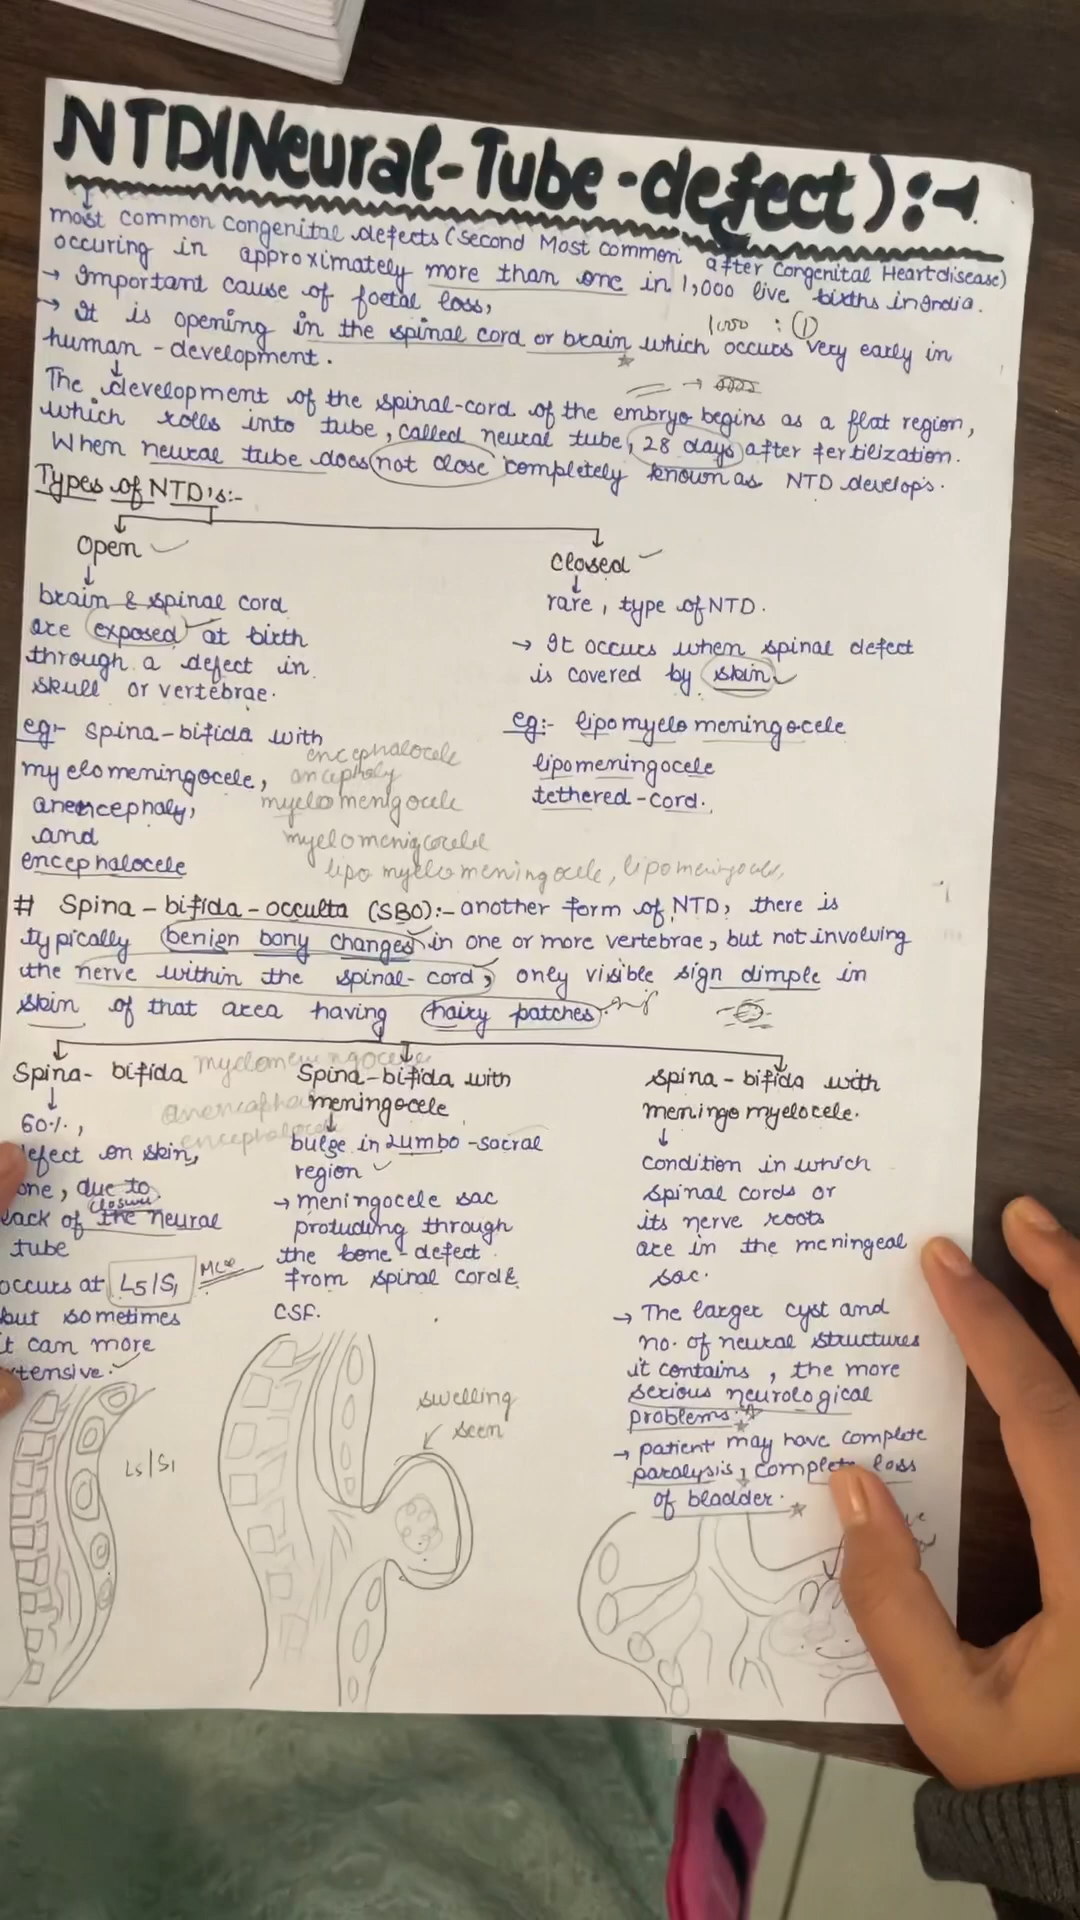 NTD(Neural-Tube-defect):-
most common congenital defects (Second Most common after Congenital Heart disease)
occuring in approximately more than one in 1,000 live births in India.
→ Important cause of foetal loss,
1000 : 1
→ It is opening in the spinal cord or brain which occurs very early in
human-development.
The development of the spinal-cord of the embryo begins as a flat region,
which rolls into tube, called neural tube, 28 days after fertilization.
When neural tube does not close completely known as NTD develop's.
Types of NTD's:-
Open
brain & spinal cord
are exposed at birth
through a defect in
skull or vertebrae.
eg:- spina-bifida with
myelomeningocele,
anencephaly,
and
encephalocele
encephalocele
ancephaly
myelomenigocele
lipo myelo meningocele,
Closed
rare, type of NTD.
→ It occurs when spinal defect
is covered by skin
eg:- lipomyelo meningocele
lipomeningocele
tethered-cord.
# Spina-bifida-occulta (SBO):- another form of NTD, there is
typically benign bony changes in one or more vertebrae, but not involving
the nerve within the spinal-cord, only visible sign dimple in
skin of that area having hairy patches.
Spina-bifida
60%,
defect on skin,
one, due to
closure
lack of the neural
tube
occurs at L5/S1 MCQ
but sometimes
it can more
extensive.
L5/S1
Spina-bifida with
meningocele
bulge in Lumbo-sacral
region
→ meningocele sac
protuding through
the bone-defect
from spinal cord &
CSF.
swelling
seen
spina-bifida with
meningo myelocele.
condition in which
spinal cords or
its nerve roots
are in the meningeal
sac.
→ The larger cyst and
no. of neural structures
it contains, the more
serious neurological
problems.
→ patient may have complete
paralysis, complete loss
of bladder.